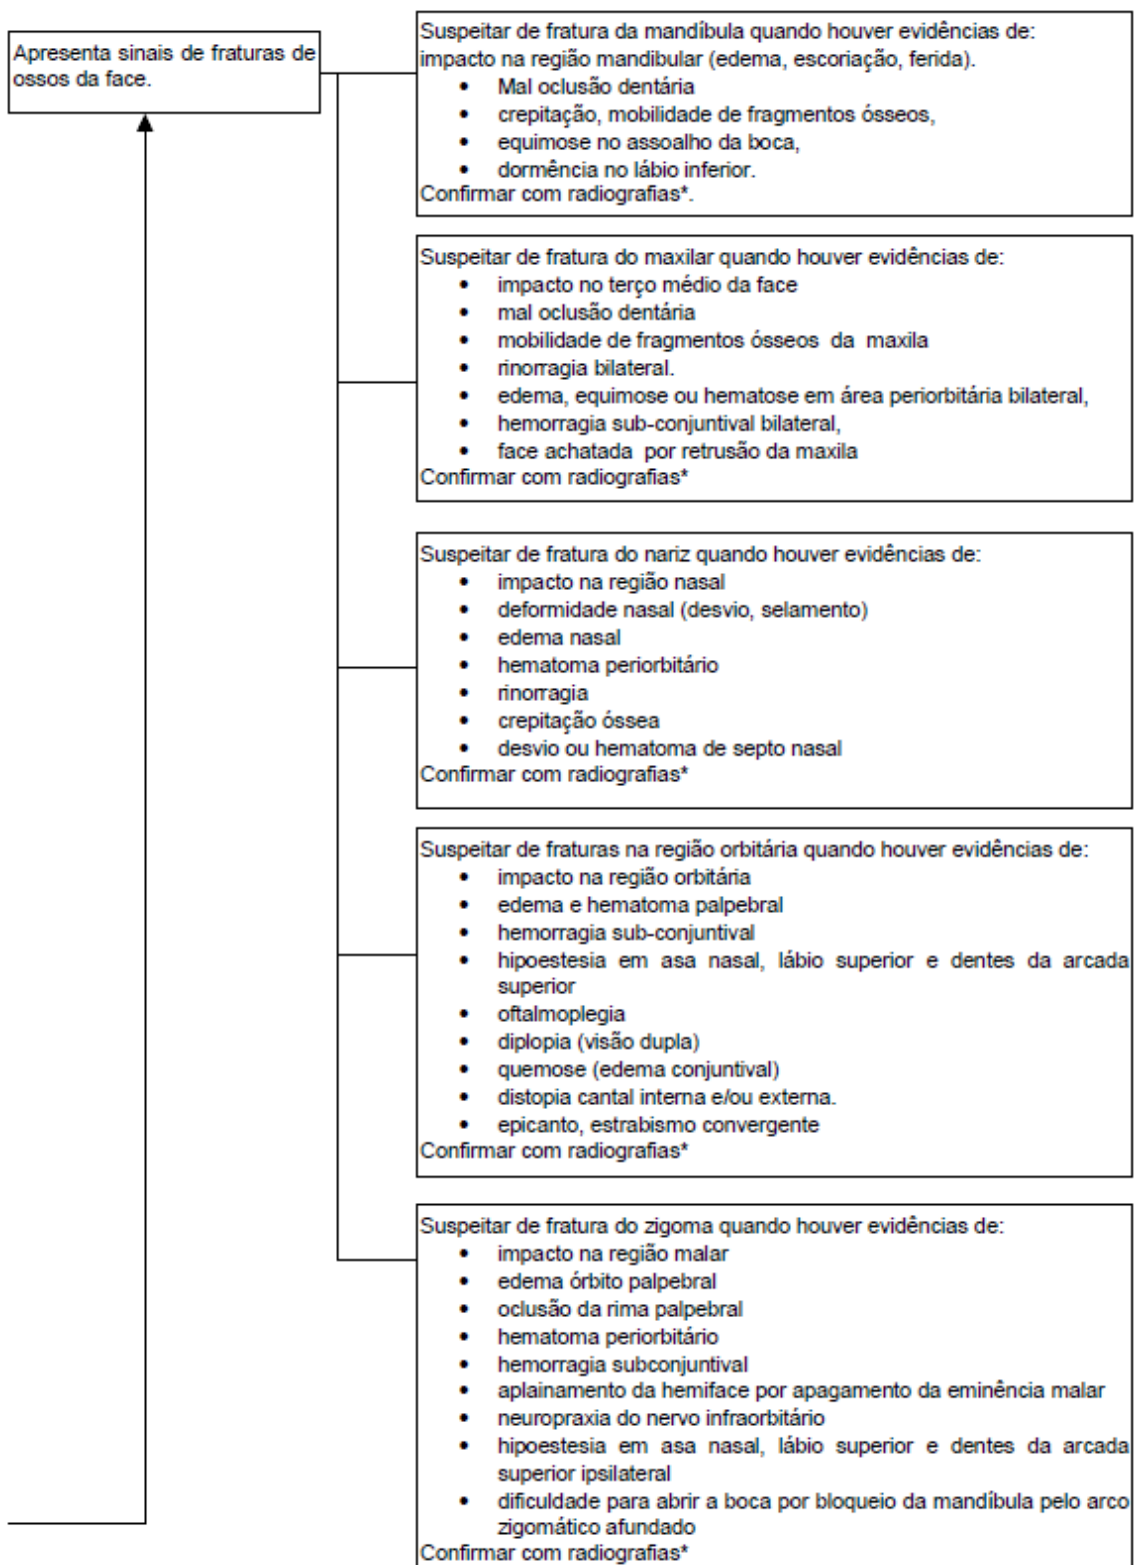 Apresenta sinais de fraturas de
ossos da face.
Suspeitar de fratura da mandíbula quando houver evidências de:
impacto na região mandibular (edema, escoriação, ferida).
• Mal oclusão dentária
• crepitação, mobilidade de fragmentos ósseos,
• equimose no assoalho da boca,
• dormência no lábio inferior.
Confirmar com radiografias*.
Suspeitar de fratura do maxilar quando houver evidências de:
• impacto no terço médio da face
• mal oclusão dentária
• mobilidade de fragmentos ósseos da maxila
• rinorragia bilateral.
• edema, equimose ou hematose em área periorbitária bilateral,
• hemorragia sub-conjuntival bilateral,
• face achatada por retrusão da maxila
Confirmar com radiografias*
Suspeitar de fratura do nariz quando houver evidências de:
• impacto na região nasal
• deformidade nasal (desvio, selamento)
• edema nasal
• hematoma periorbitário
• rinorragia
• crepitação óssea
• desvio ou hematoma de septo nasal
Confirmar com radiografias*
Suspeitar de fraturas na região orbitária quando houver evidências de:
• impacto na região orbitária
• edema e hematoma palpebral
• hemorragia sub-conjuntival
• hipoestesia em asa nasal, lábio superior e dentes da arcada
superior
• oftalmoplegia
• diplopia (visão dupla)
• quemose (edema conjuntival)
• distopia cantal interna e/ou externa.
• epicanto, estrabismo convergente
Confirmar com radiografias*
Suspeitar de fratura do zigoma quando houver evidências de:
• impacto na região malar
• edema órbito palpebral
• oclusão da rima palpebral
• hematoma periorbitário
• hemorragia subconjuntival
• aplainamento da hemiface por apagamento da eminência malar
• neuropraxia do nervo infraorbitário
• hipoestesia em asa nasal, lábio superior e dentes da arcada
superior ipsilateral
• dificuldade para abrir a boca por bloqueio da mandíbula pelo arco
zigomático afundado
Confirmar com radiografias*